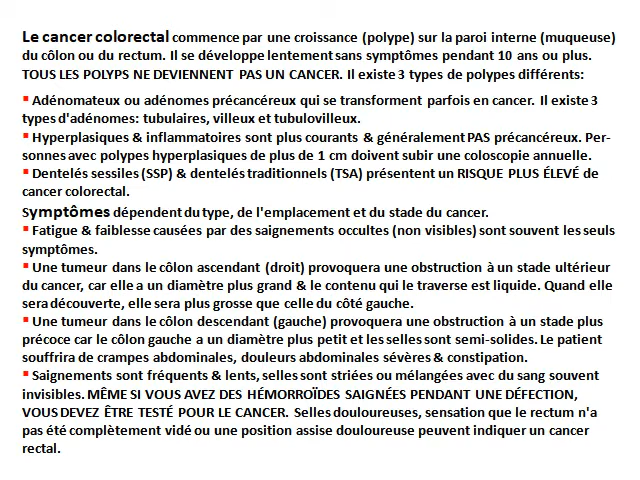 Le cancer colorectal commence par une croissance (polype) sur la paroi interne (muqueuse)
du côlon ou du rectum. Il se développe lentement sans symptômes pendant 10 ans ou plus.
TOUS LES POLYPS NE DEVIENNENT PAS UN CANCER. Il existe 3 types de polypes différents:
▪ Adénomateux ou adénomes précancéreux qui se transforment parfois en cancer. Il existe 3
types d'adénomes: tubulaires, villeux et tubulovilleux.
▪ Hyperplasiques & inflammatoires sont plus courants & généralement PAS précancéreux. Per-
sonnes avec polypes hyperplasiques de plus de 1 cm doivent subir une coloscopie annuelle.
▪ Dentelés sessiles (SSP) & dentelés traditionnels (TSA) présentent un RISQUE PLUS ÉLEVÉ de
cancer colorectal.
Symptômes dépendent du type, de l'emplacement et du stade du cancer.
▪ Fatigue & faiblesse causées par des saignements occultes (non visibles) sont souvent les seuls
symptômes.
▪ Une tumeur dans le côlon ascendant (droit) provoquera une obstruction à un stade ultérieur
du cancer, car elle a un diamètre plus grand & le contenu qui le traverse est liquide. Quand elle
sera découverte, elle sera plus grosse que celle du côté gauche.
▪ Une tumeur dans le côlon descendant (gauche) provoquera une obstruction à un stade plus
précoce car le côlon gauche a un diamètre plus petit et les selles sont semi-solides. Le patient
souffrira de crampes abdominales, douleurs abdominales sévères & constipation.
▪ Saignements sont fréquents & lents, selles sont striées ou mélangées avec du sang souvent
invisibles. MÊME SI VOUS AVEZ DES HÉMORROÏDES SAIGNÉES PENDANT UNE DÉFECTION,
VOUS DEVEZ ÊTRE TESTÉ POUR LE CANCER. Selles douloureuses, sensation que le rectum n'a
pas été complètement vidé ou une position assise douloureuse peuvent indiquer un cancer
rectal.